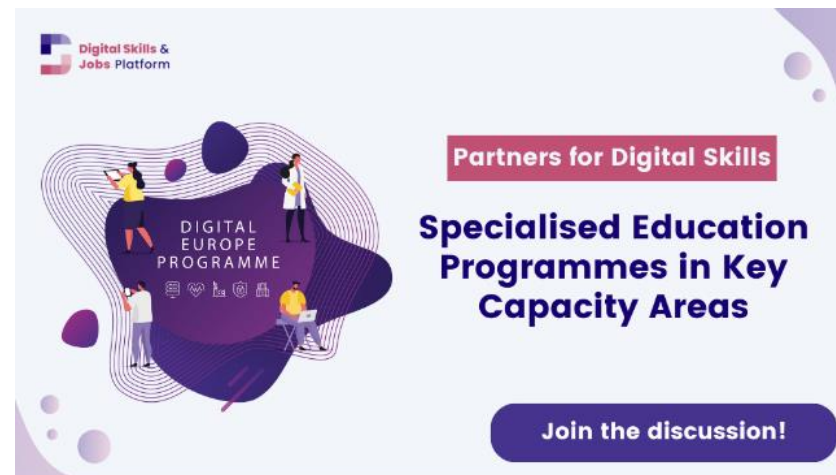 Digital Skills &
Jobs Platform
DIGITAL
EUROPE
PROGRAMME
Partners for Digital Skills
Specialised Education
Programmes in Key
Capacity Areas
Join the discussion!